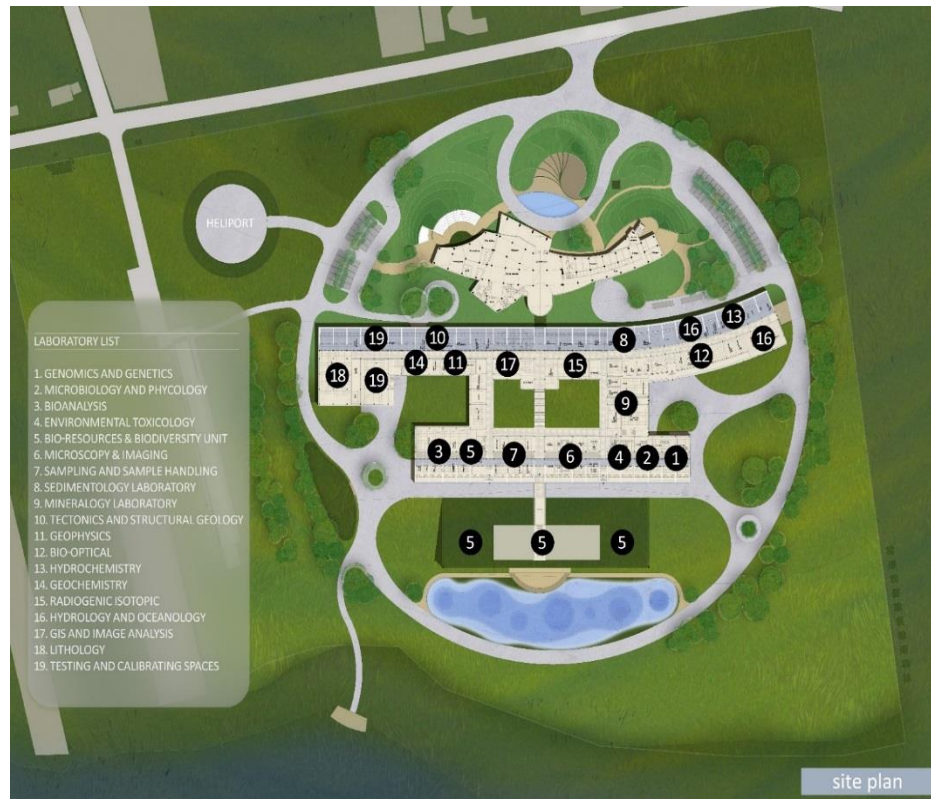 HELIPORT
LABORATORY LIST
1. GENOMICS AND GENETICS
2. MICROBIOLOGY AND PHYCOLOGY
3. BIOANALYSIS
4. ENVIRONMENTAL TOXICOLOGY
5. BIO-RESOURCES & BIODIVERSITY UNIT
6. MICROSCOPY & IMAGING
7. SAMPLING AND SAMPLE HANDLING
8. SEDIMENTOLOGY LABORATORY
9. MINERALOGY LABORATORY
10. TECTONICS AND STRUCTURAL GEOLOGY
11. GEOPHYSICS
12. BIO-OPTICAL
13. HYDROCHEMISTRY
14. GEOCHEMISTRY
15. RADIOGENIC ISOTOPIC
16. HYDROLOGY AND OCEANOLOGY
17. GIS AND IMAGE ANALYSIS
18. LITHOLOGY
19. TESTING AND CALIBRATING SPACES
19 10 8 16 13
18 19 14 11 17 15 12 16
9
3 5 7 6 4 2 1
5 5 5
site plan